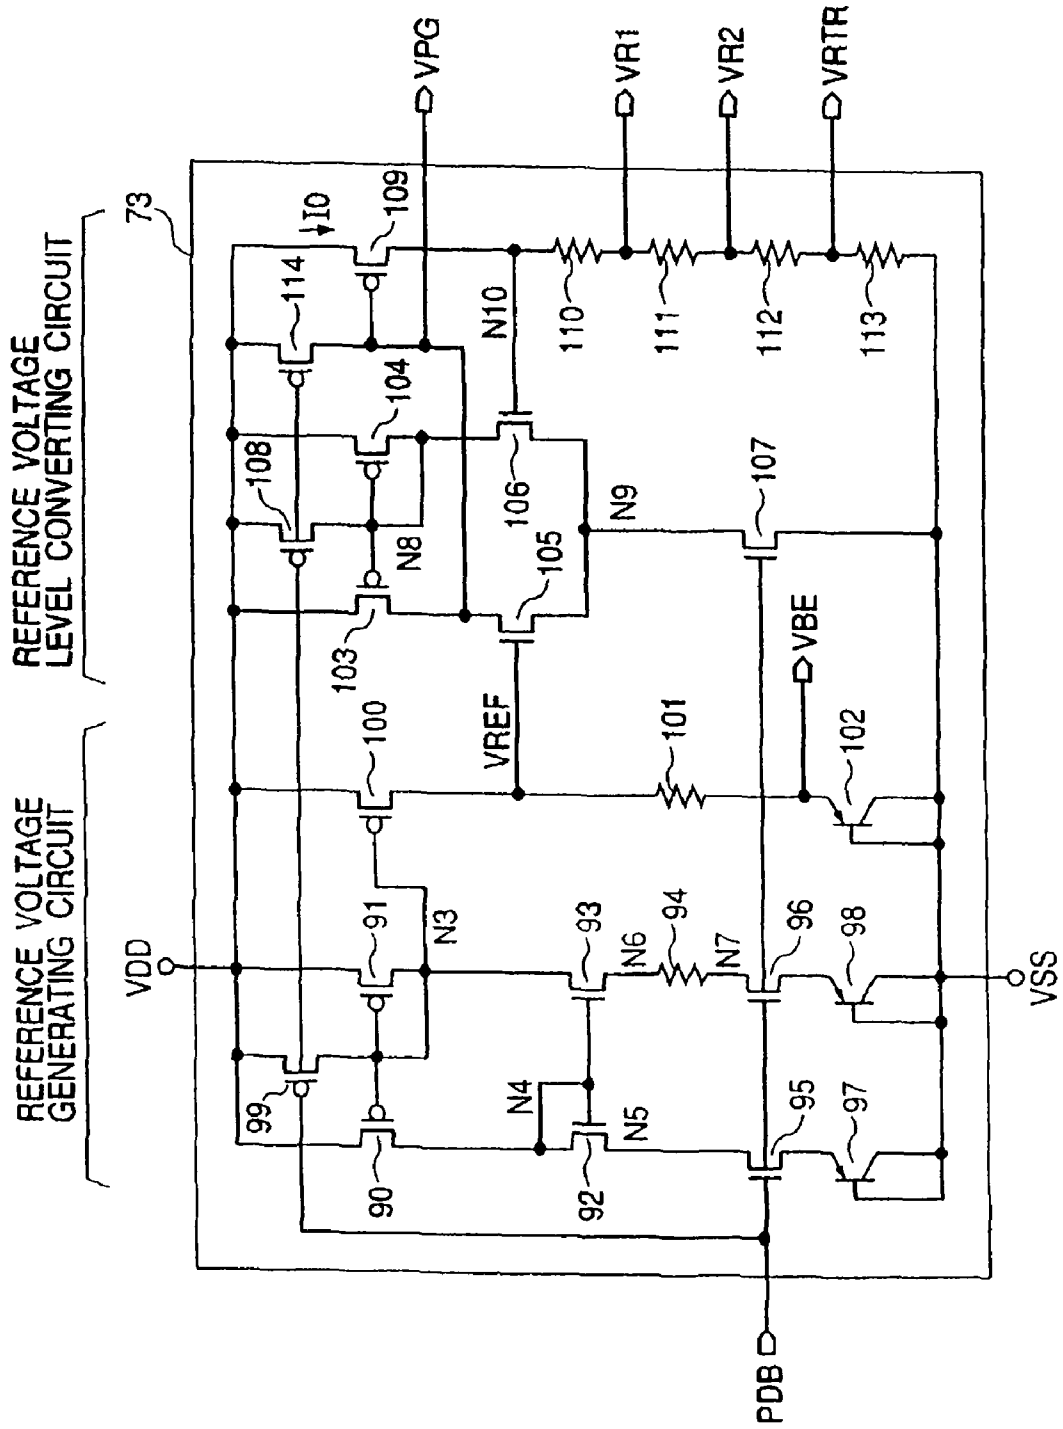 REFERENCE VOLTAGE
GENERATING CIRCUIT
REFERENCE VOLTAGE
LEVEL CONVERTING CIRCUIT
73
VDD
I0
99
108
114
90
91
100
103
104
109
N3
N8
VPG
N4
VREF
N10
92
93
105
106
110
N5
N6
N9
VR1
94
101
111
N7
VR2
PDB
95
96
107
112
VBE
VRTR
97
98
102
113
VSS